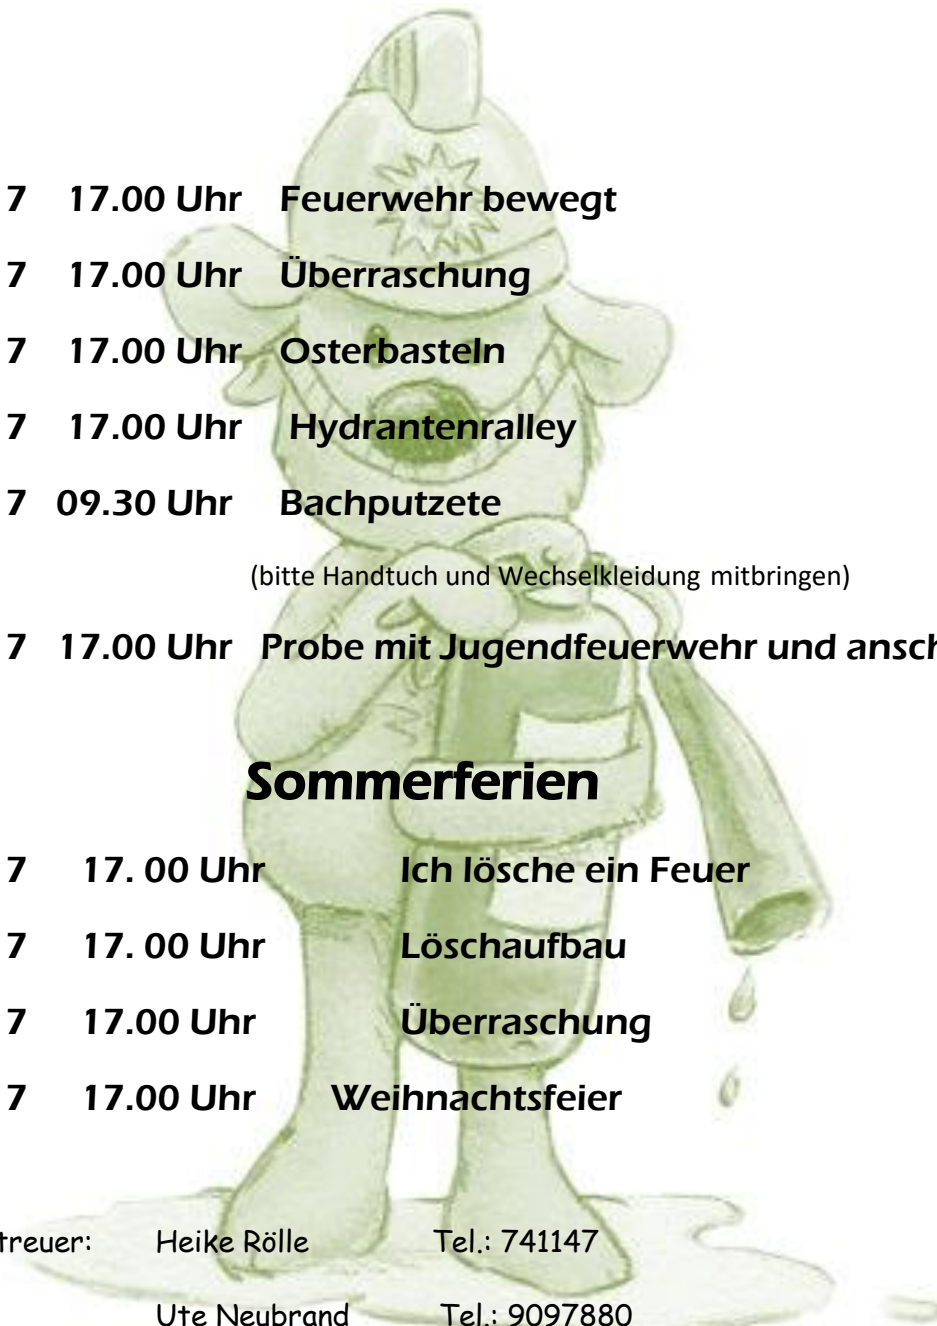 7 17.00 Uhr Feuerwehr bewegt
7 17.00 Uhr Überraschung
7 17.00 Uhr Osterbasteln
7 17.00 Uhr Hydrantenralley
7 09.30 Uhr Bachputzete
(bitte Handtuch und Wechselkleidung mitbringen)
7 17.00 Uhr Probe mit Jugendfeuerwehr und ansch
Sommerferien
7 17. 00 Uhr Ich lösche ein Feuer
7 17. 00 Uhr Löschaufbau
7 17.00 Uhr Überraschung
7 17.00 Uhr Weihnachtsfeier
treuer: Heike Rölle Tel.: 741147
Ute Neubrand Tel.: 9097880